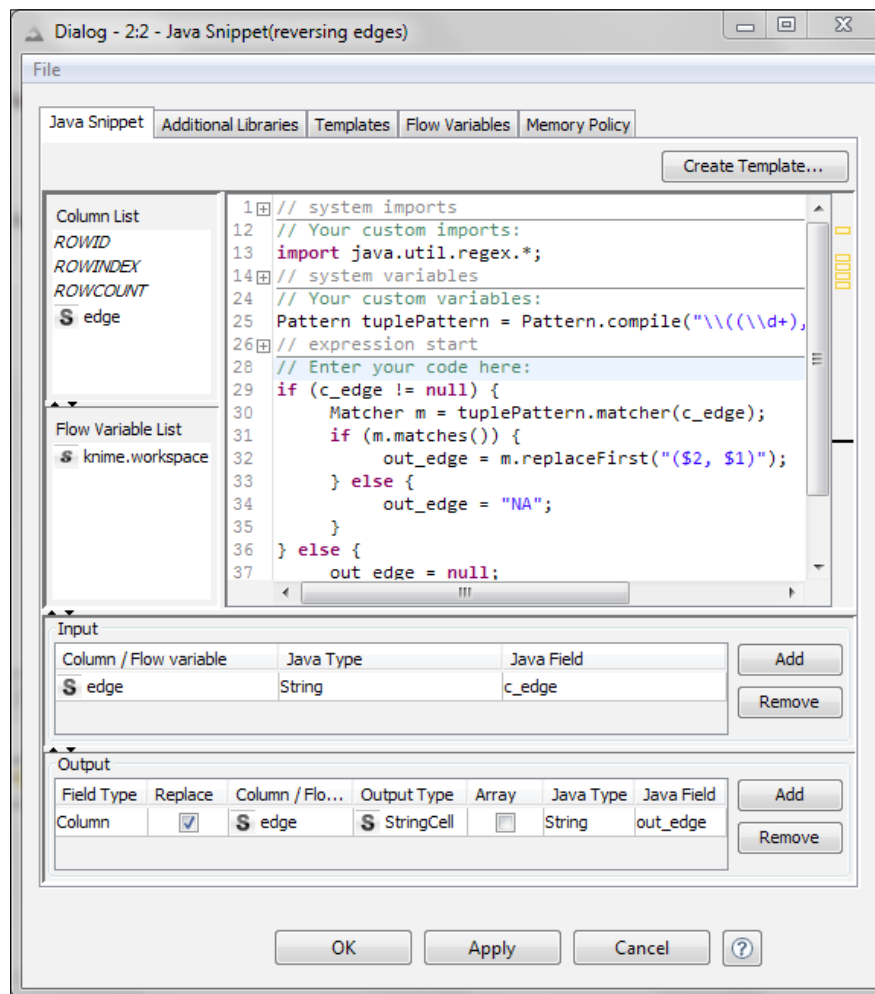 Dialog - 2:2 - Java Snippet(reversing edges)
File
Java Snippet Additional Libraries Templates Flow Variables Memory Policy
Create Template...
Column List
ROWID
ROWINDEX
ROWCOUNT
S edge
Flow Variable List
S knime.workspace
1 // system imports
12 // Your custom imports:
13 import java.util.regex.*;
14 // system variables
24 // Your custom variables:
25 Pattern tuplePattern = Pattern.compile("\\((\\d+),
26 // expression start
28 // Enter your code here:
29 if (c_edge != null) {
30 Matcher m = tuplePattern.matcher(c_edge);
31 if (m.matches()) {
32 out_edge = m.replaceFirst("($2, $1)");
33 } else {
34 out_edge = "NA";
35 }
36 } else {
37 out_edge = null;
Input
Column / Flow variable Java Type Java Field
S edge String c_edge
Add
Remove
Output
Field Type Replace Column / Flo... Output Type Array Java Type Java Field
Column S edge S StringCell String out_edge
Add
Remove
OK Apply Cancel ?